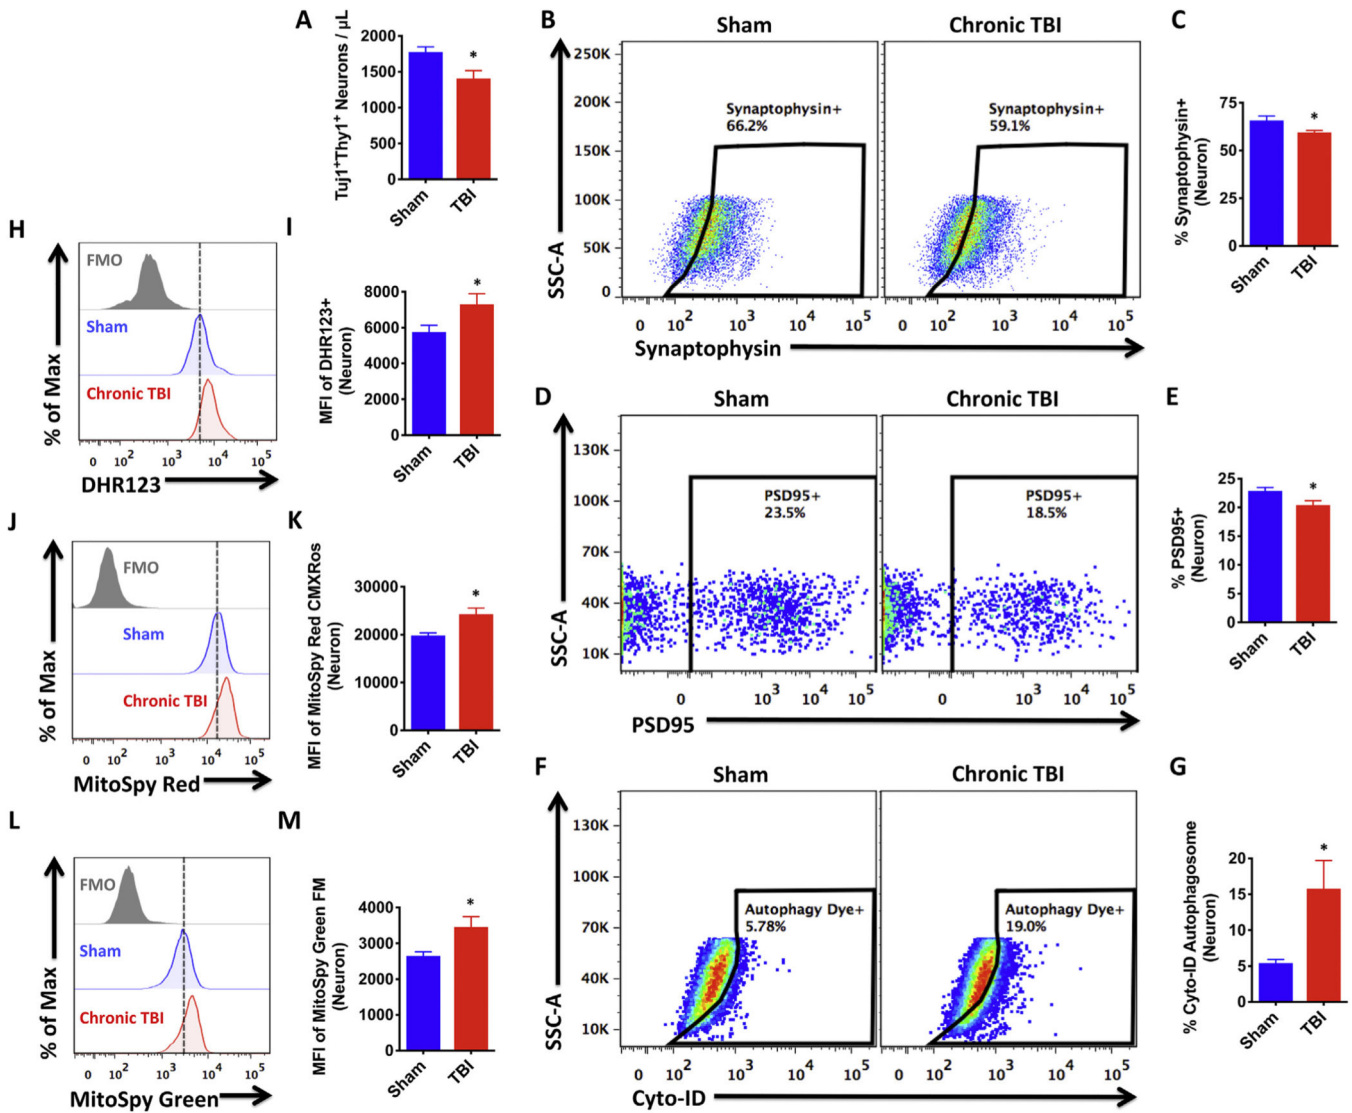 A
Tuj1⁺Thy1⁺ Neurons / μL
2000
1500
1000
500
0
*
Sham
TBI
B
Sham
Chronic TBI
SSC-A
250K
200K
150K
100K
50K
0
Synaptophysin+
66.2%
Synaptophysin+
59.1%
0 10² 10³ 10⁴ 10⁵
0 10² 10³ 10⁴ 10⁵
Synaptophysin
C
% Synaptophysin+
(Neuron)
75
50
25
0
*
Sham
TBI
H
% of Max
FMO
Sham
Chronic TBI
0 10² 10³ 10⁴ 10⁵
DHR123
I
MFI of DHR123+
(Neuron)
8000
6000
4000
2000
0
*
Sham
TBI
D
Sham
Chronic TBI
SSC-A
130K
100K
70K
40K
10K
PSD95+
23.5%
PSD95+
18.5%
0 10³ 10⁴ 10⁵
0 10³ 10⁴ 10⁵
PSD95
E
% PSD95+
(Neuron)
25
20
15
10
5
0
*
Sham
TBI
J
% of Max
FMO
Sham
Chronic TBI
0 10² 10³ 10⁴ 10⁵
MitoSpy Red
K
MFI of MitoSpy Red CMXRos
(Neuron)
30000
20000
10000
0
*
Sham
TBI
F
Sham
Chronic TBI
SSC-A
130K
100K
70K
40K
10K
Autophagy Dye+
5.78%
Autophagy Dye+
19.0%
0 10² 10³ 10⁴ 10⁵
0 10² 10³ 10⁴ 10⁵
Cyto-ID
G
% Cyto-ID Autophagosome
(Neuron)
20
15
10
5
0
*
Sham
TBI
L
% of Max
FMO
Sham
Chronic TBI
0 10² 10³ 10⁴ 10⁵
MitoSpy Green
M
MFI of MitoSpy Green FM
(Neuron)
4000
3000
2000
1000
0
*
Sham
TBI